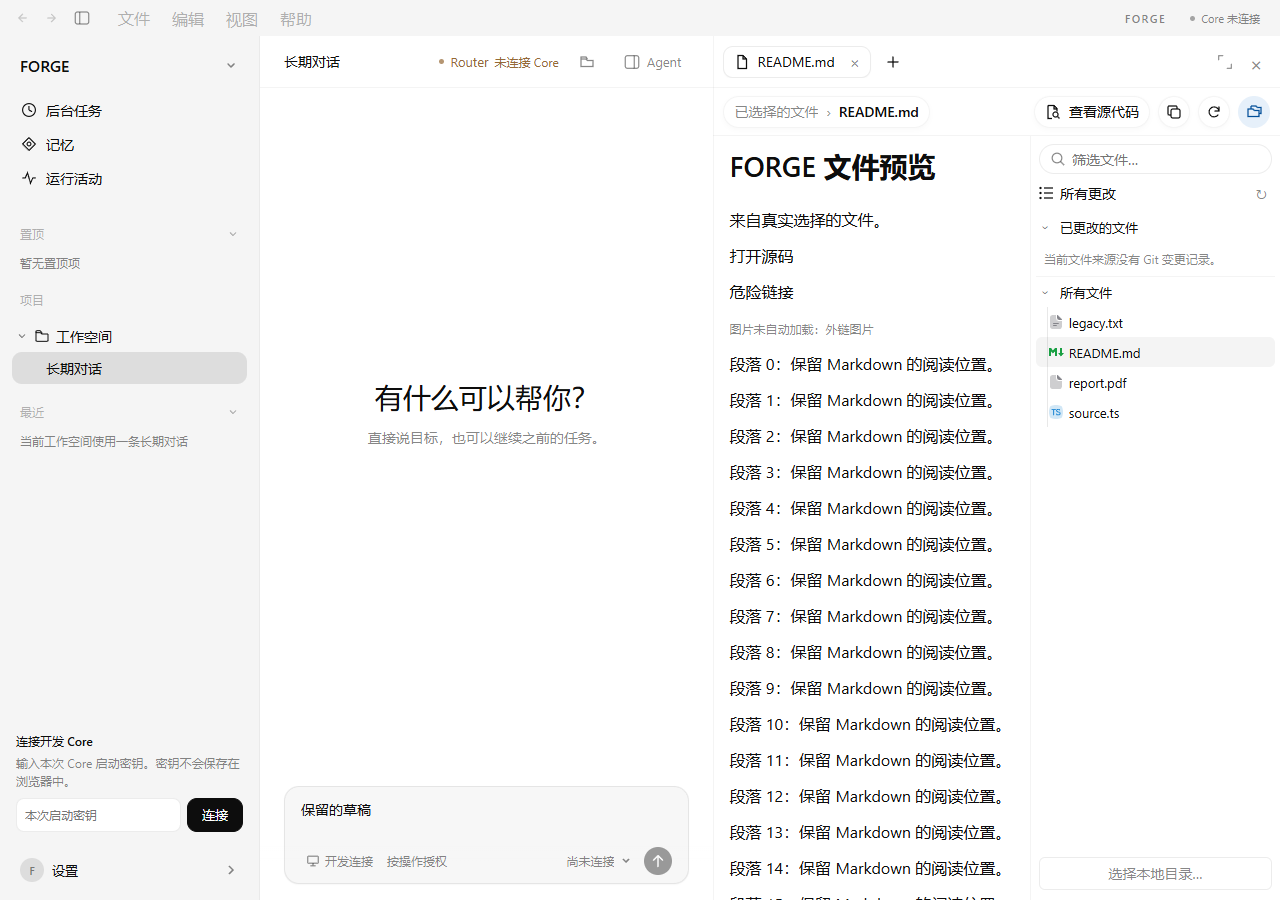 文件 编辑 视图 帮助
FORGE
Core 未连接
FORGE
后台任务
记忆
运行活动
置顶
暂无置顶项
项目
工作空间
长期对话
最近
当前工作空间使用一条长期对话
连接开发 Core
输入本次 Core 启动密钥。密钥不会保存在
浏览器中。
本次启动密钥
连接
F 设置
长期对话
Router 未连接 Core
Agent
有什么可以帮你?
直接说目标，也可以继续之前的任务。
保留的草稿
开发连接 按操作授权
尚未连接
README.md
已选择的文件 › README.md
查看源代码
FORGE 文件预览
来自真实选择的文件。
打开源码
危险链接
图片未自动加载：外链图片
段落 0：保留 Markdown 的阅读位置。
段落 1：保留 Markdown 的阅读位置。
段落 2：保留 Markdown 的阅读位置。
段落 3：保留 Markdown 的阅读位置。
段落 4：保留 Markdown 的阅读位置。
段落 5：保留 Markdown 的阅读位置。
段落 6：保留 Markdown 的阅读位置。
段落 7：保留 Markdown 的阅读位置。
段落 8：保留 Markdown 的阅读位置。
段落 9：保留 Markdown 的阅读位置。
段落 10：保留 Markdown 的阅读位置。
段落 11：保留 Markdown 的阅读位置。
段落 12：保留 Markdown 的阅读位置。
段落 13：保留 Markdown 的阅读位置。
段落 14：保留 Markdown 的阅读位置。
筛选文件...
所有更改
已更改的文件
当前文件来源没有 Git 变更记录。
所有文件
legacy.txt
M↓ README.md
report.pdf
TS source.ts
选择本地目录...